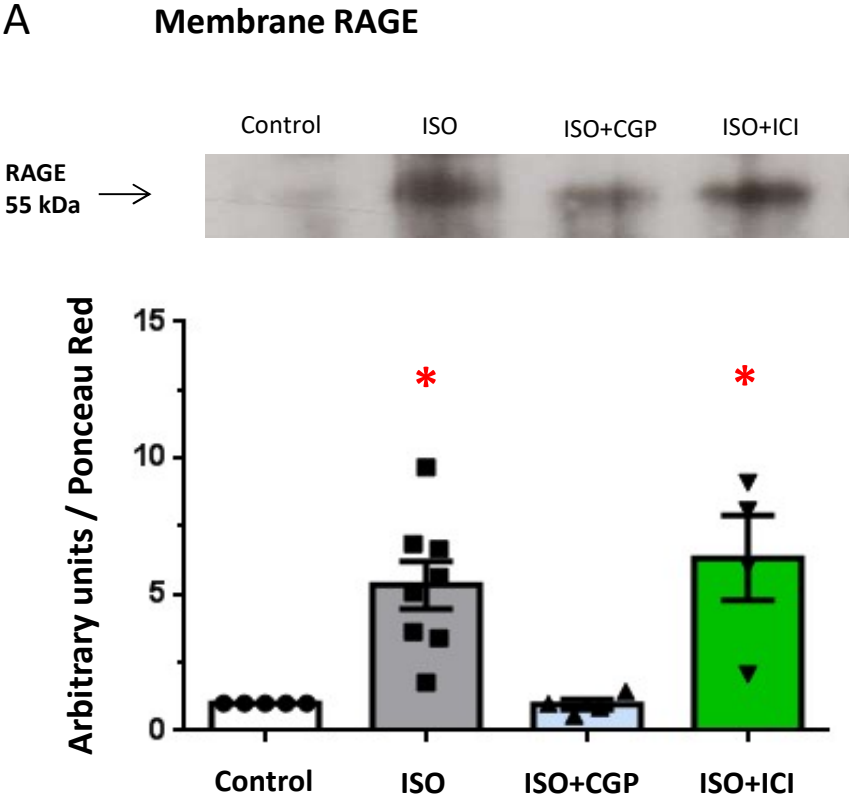 A
Membrane RAGE
Control ISO ISO+CGP ISO+ICI
RAGE
55 kDa
Arbitrary units / Ponceau Red
15
10
5
0
*
*
Control ISO ISO+CGP ISO+ICI